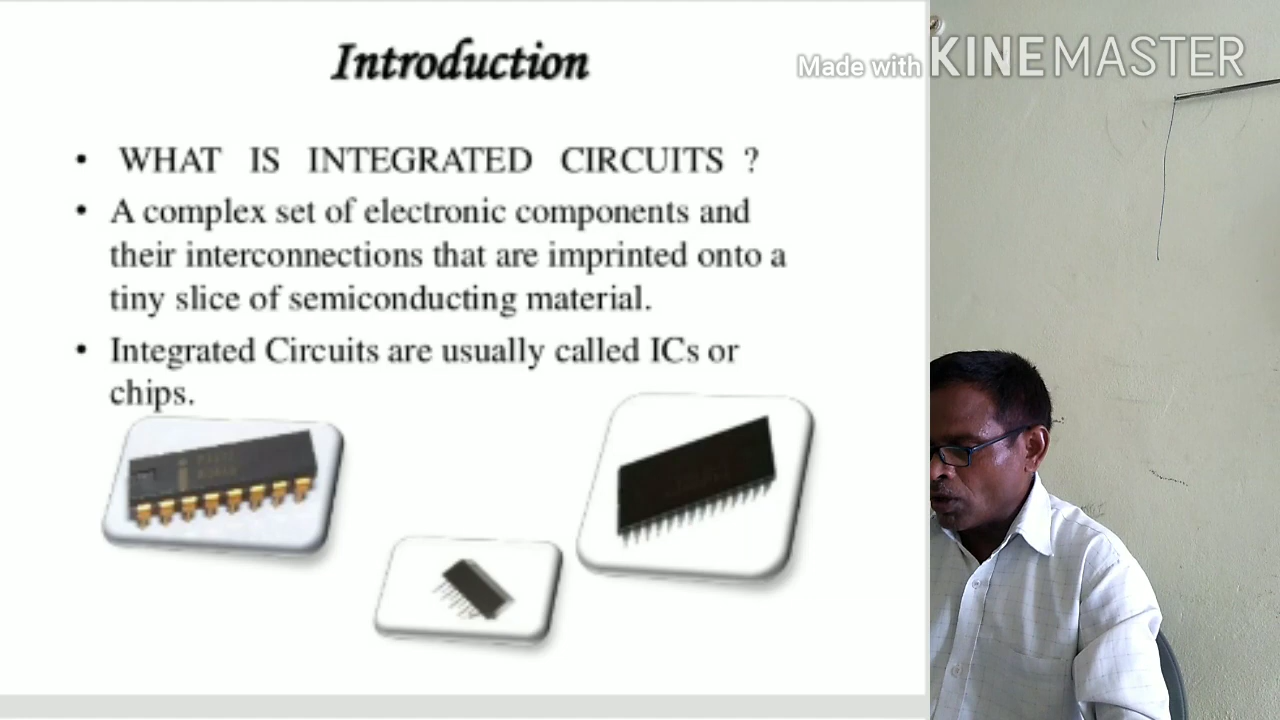 Introduction
Made with KINEMASTER
• WHAT IS INTEGRATED CIRCUITS ?
• A complex set of electronic components and
their interconnections that are imprinted onto a
tiny slice of semiconducting material.
• Integrated Circuits are usually called ICs or
chips.